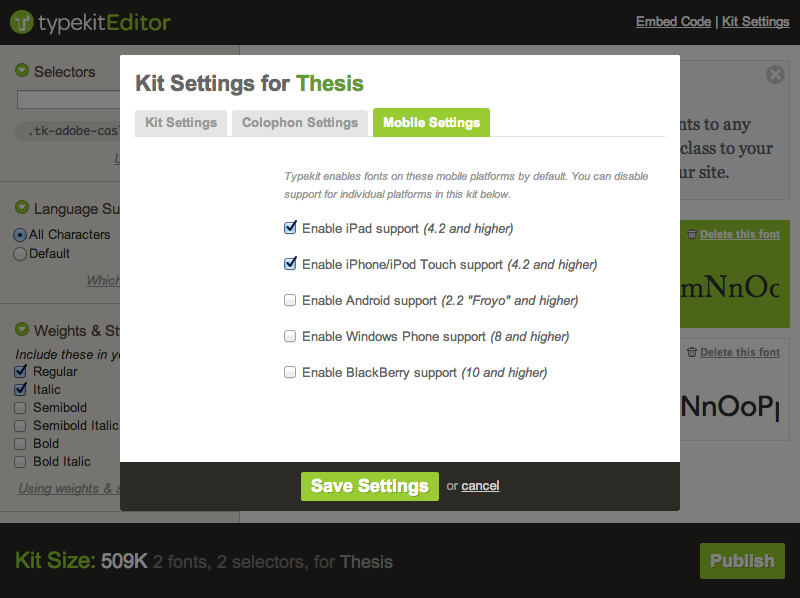 typekitEditor
Embed Code | Kit Settings
Selectors
.tk-adobe-cas
Language Su
All Characters
Default
Which
Weights & St
Include these in yo
Regular
Italic
Semibold
Semibold Italic
Bold
Bold Italic
Using weights & s
Kit Settings for Thesis
Kit Settings
Colophon Settings
Mobile Settings
Typekit enables fonts on these mobile platforms by default. You can disable
support for individual platforms in this kit below.
Enable iPad support (4.2 and higher)
Enable iPhone/iPod Touch support (4.2 and higher)
Enable Android support (2.2 "Froyo" and higher)
Enable Windows Phone support (8 and higher)
Enable BlackBerry support (10 and higher)
Save Settings or cancel
nts to any
class to your
ur site.
Delete this font
mNnOo
Delete this font
NnOoPp
Kit Size: 509K 2 fonts, 2 selectors, for Thesis
Publish